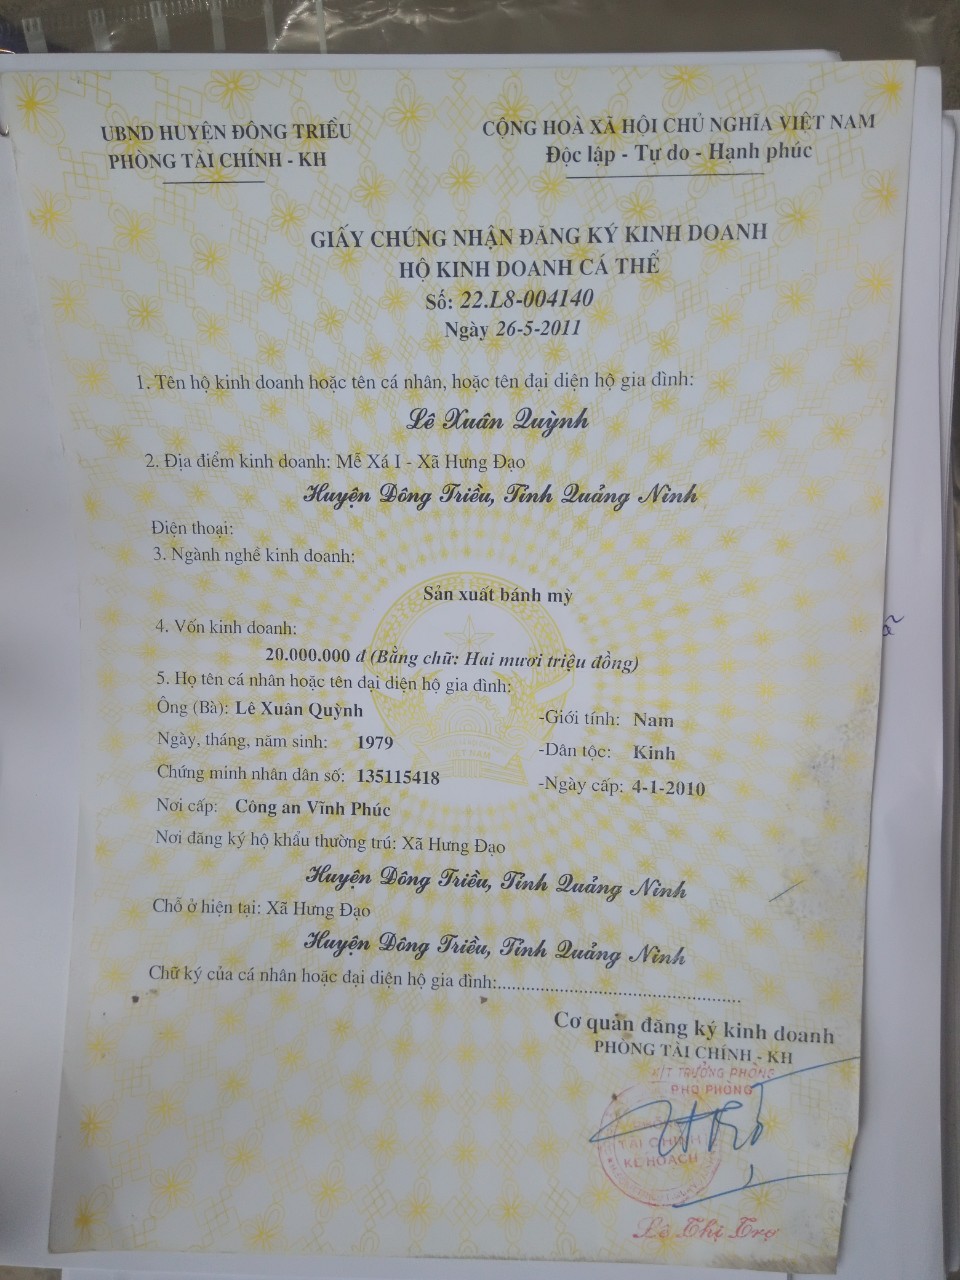 UBND HUYỆN ĐÔNG TRIỀU
PHÒNG TÀI CHÍNH - KH
CỘNG HOÀ XÃ HỘI CHỦ NGHĨA VIỆT NAM
Độc lập - Tự do - Hạnh phúc
GIẤY CHỨNG NHẬN ĐĂNG KÝ KINH DOANH
HỘ KINH DOANH CÁ THỂ
Số: 22.L8-004140
Ngày 26-5-2011
1. Tên hộ kinh doanh hoặc tên cá nhân, hoặc tên đại diện hộ gia đình:
Lê Xuân Quỳnh
2. Địa điểm kinh doanh: Mễ Xá I - Xã Hưng Đạo
Huyện Đông Triều, Tỉnh Quảng Ninh
Điện thoại:
3. Ngành nghề kinh doanh:
Sản xuất bánh mỳ
4. Vốn kinh doanh:
20.000.000 đ (Bằng chữ: Hai mươi triệu đồng)
5. Họ tên cá nhân hoặc tên đại diện hộ gia đình:
Ông (Bà): Lê Xuân Quỳnh -Giới tính: Nam
Ngày, tháng, năm sinh: 1979 -Dân tộc: Kinh
Chứng minh nhân dân số: 135115418 -Ngày cấp: 4-1-2010
Nơi cấp: Công an Vĩnh Phúc
Nơi đăng ký hộ khẩu thường trú: Xã Hưng Đạo
Huyện Đông Triều, Tỉnh Quảng Ninh
Chỗ ở hiện tại: Xã Hưng Đạo
Huyện Đông Triều, Tỉnh Quảng Ninh
Chữ ký của cá nhân hoặc đại diện hộ gia đình:..............................................
Cơ quan đăng ký kinh doanh
PHÒNG TÀI CHÍNH - KH
K/T TRƯỞNG PHÒNG
PHÓ PHÒNG
TÀI CHÍNH
KẾ HOẠCH
Lê Thị Trợ